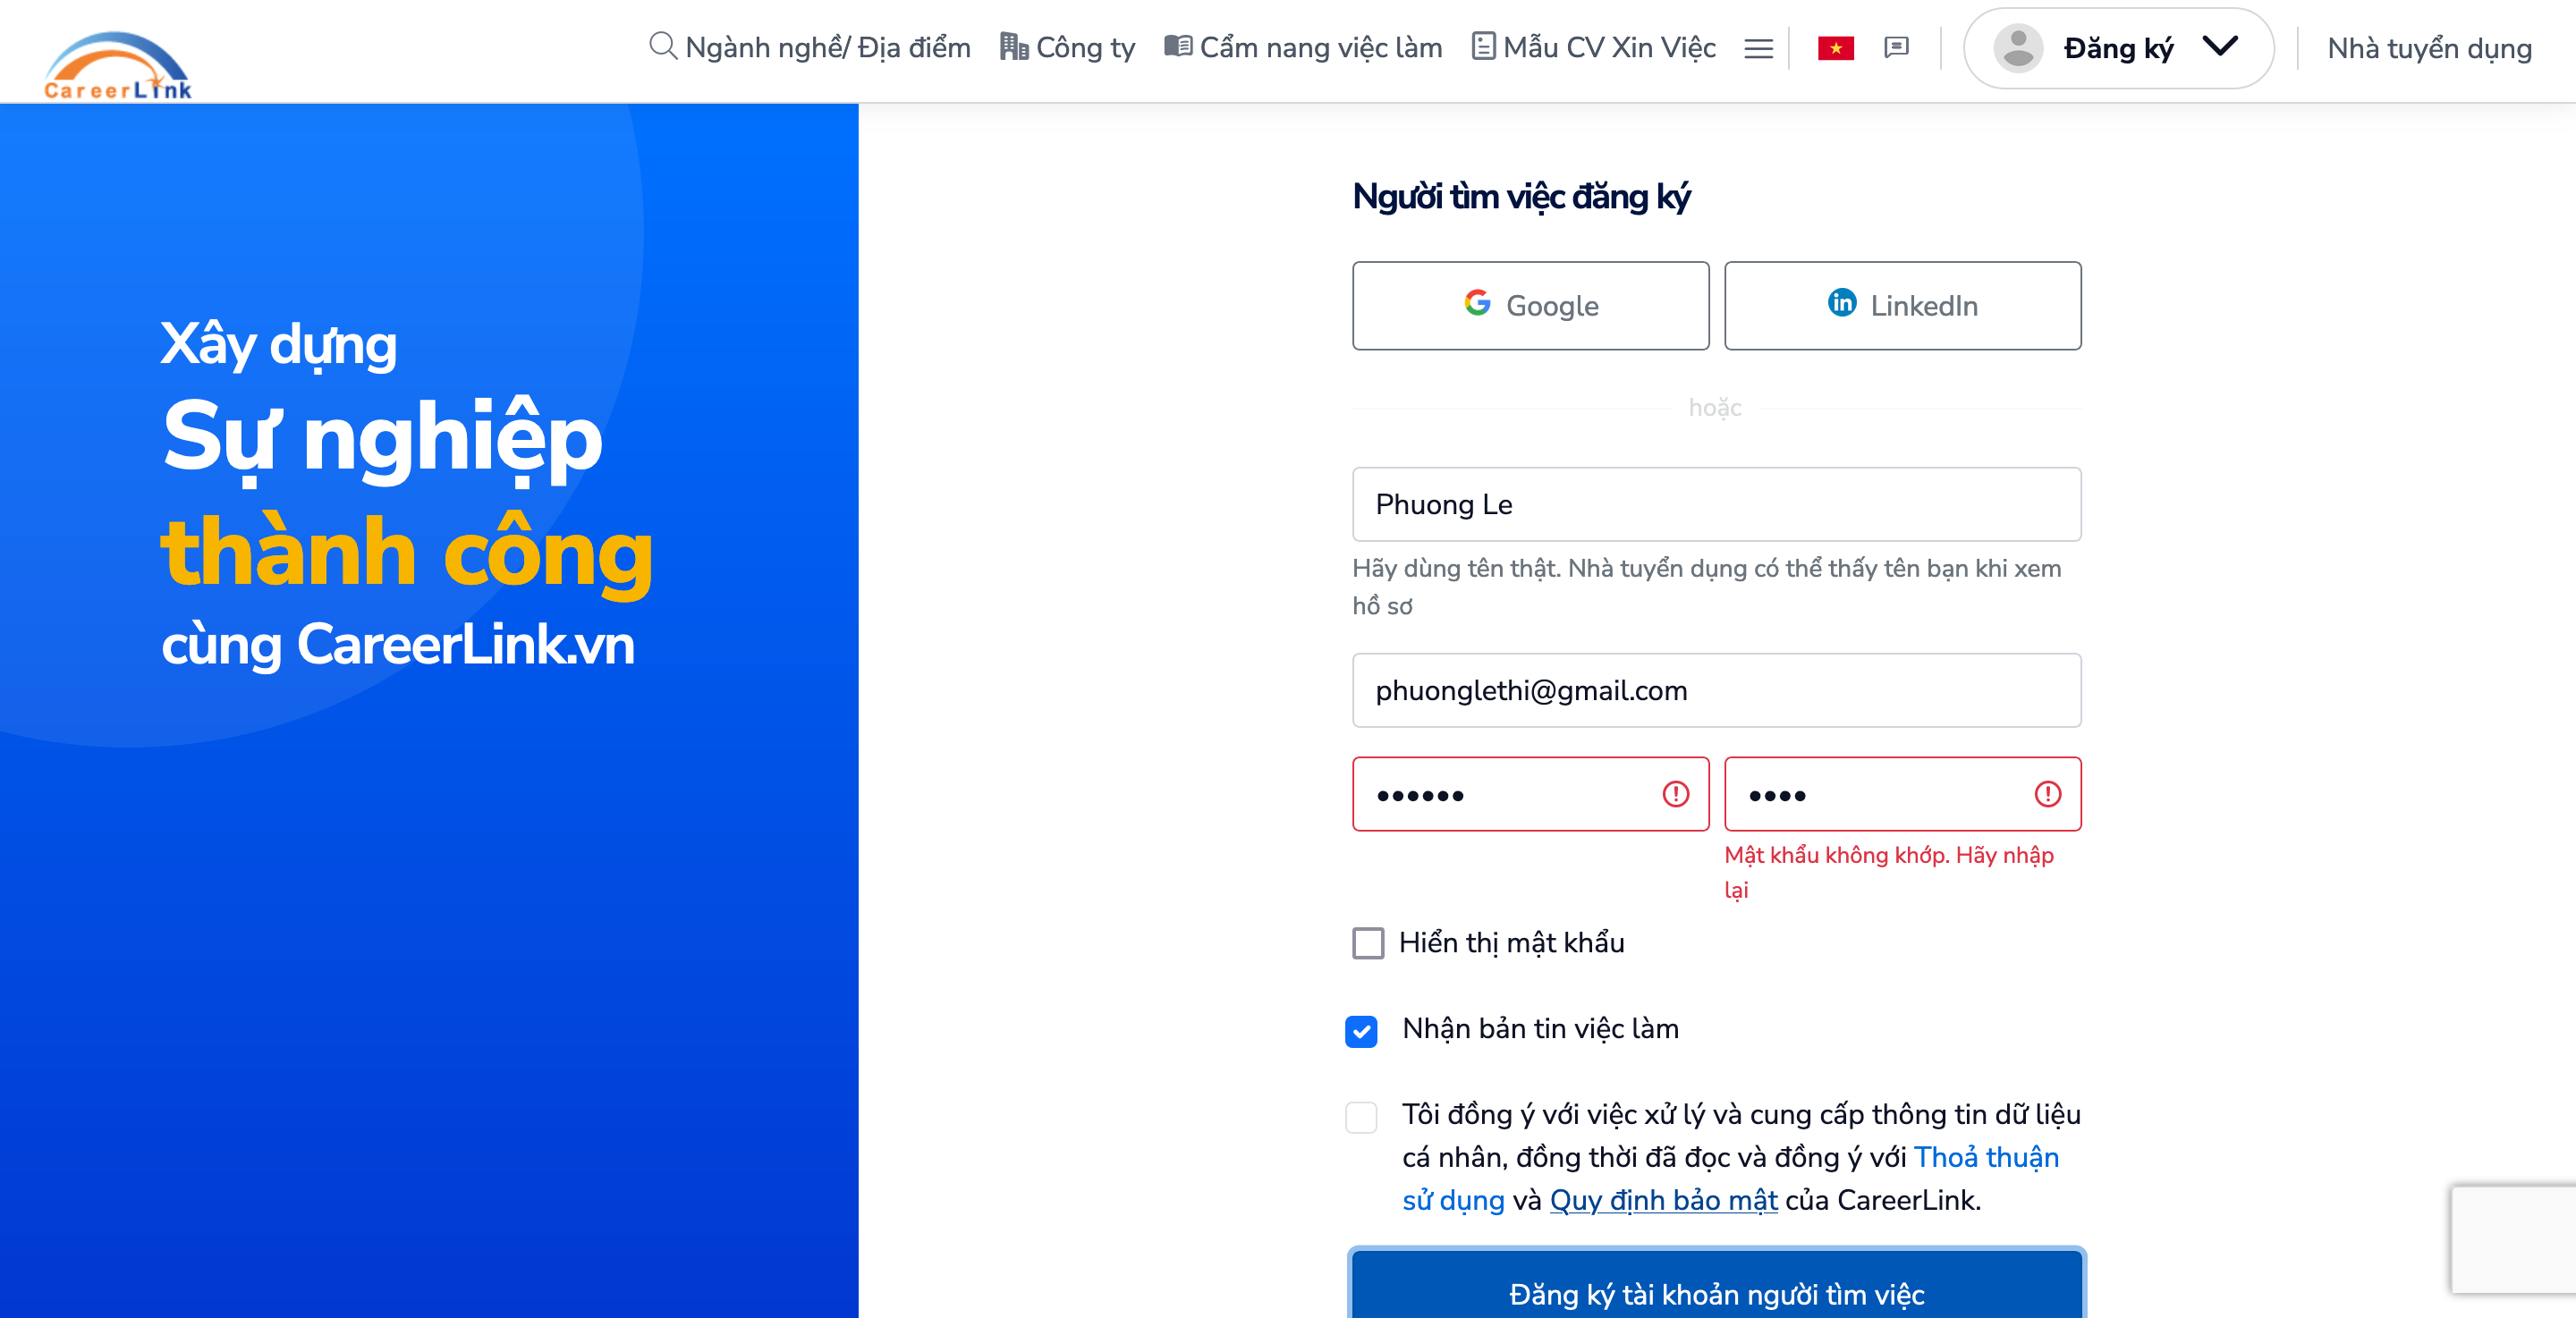 CareerLink
Ngành nghề/ Địa điểm Công ty Cẩm nang việc làm Mẫu CV Xin Việc Đăng ký Nhà tuyển dụng
Xây dựng
Sự nghiệp
thành công
cùng CareerLink.vn
Người tìm việc đăng ký
Google LinkedIn
hoặc
Phuong Le
Hãy dùng tên thật. Nhà tuyển dụng có thể thấy tên bạn khi xem
hồ sơ
phuonglethi@gmail.com
•••••• ••••
Mật khẩu không khớp. Hãy nhập
lại
Hiển thị mật khẩu
Nhận bản tin việc làm
Tôi đồng ý với việc xử lý và cung cấp thông tin dữ liệu
cá nhân, đồng thời đã đọc và đồng ý với Thoả thuận
sử dụng và Quy định bảo mật của CareerLink.
Đăng ký tài khoản người tìm việc